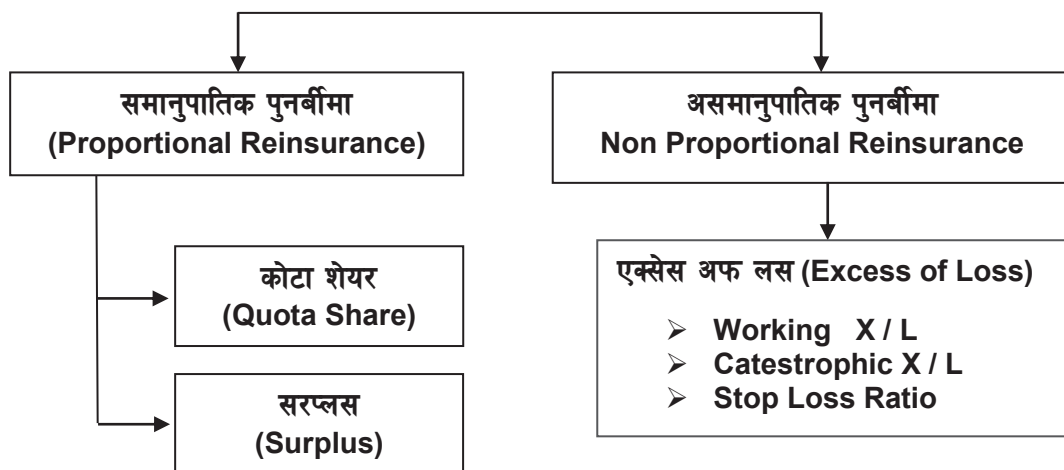 समानुपातिक पुनर्बीमा
(Proportional Reinsurance)
असमानुपातिक पुनर्बीमा
Non Proportional Reinsurance
कोटा शेयर
(Quota Share)
सरप्लस
(Surplus)
एक्सेस अफ लस (Excess of Loss)
➢ Working X / L
➢ Catestrophic X / L
➢ Stop Loss Ratio